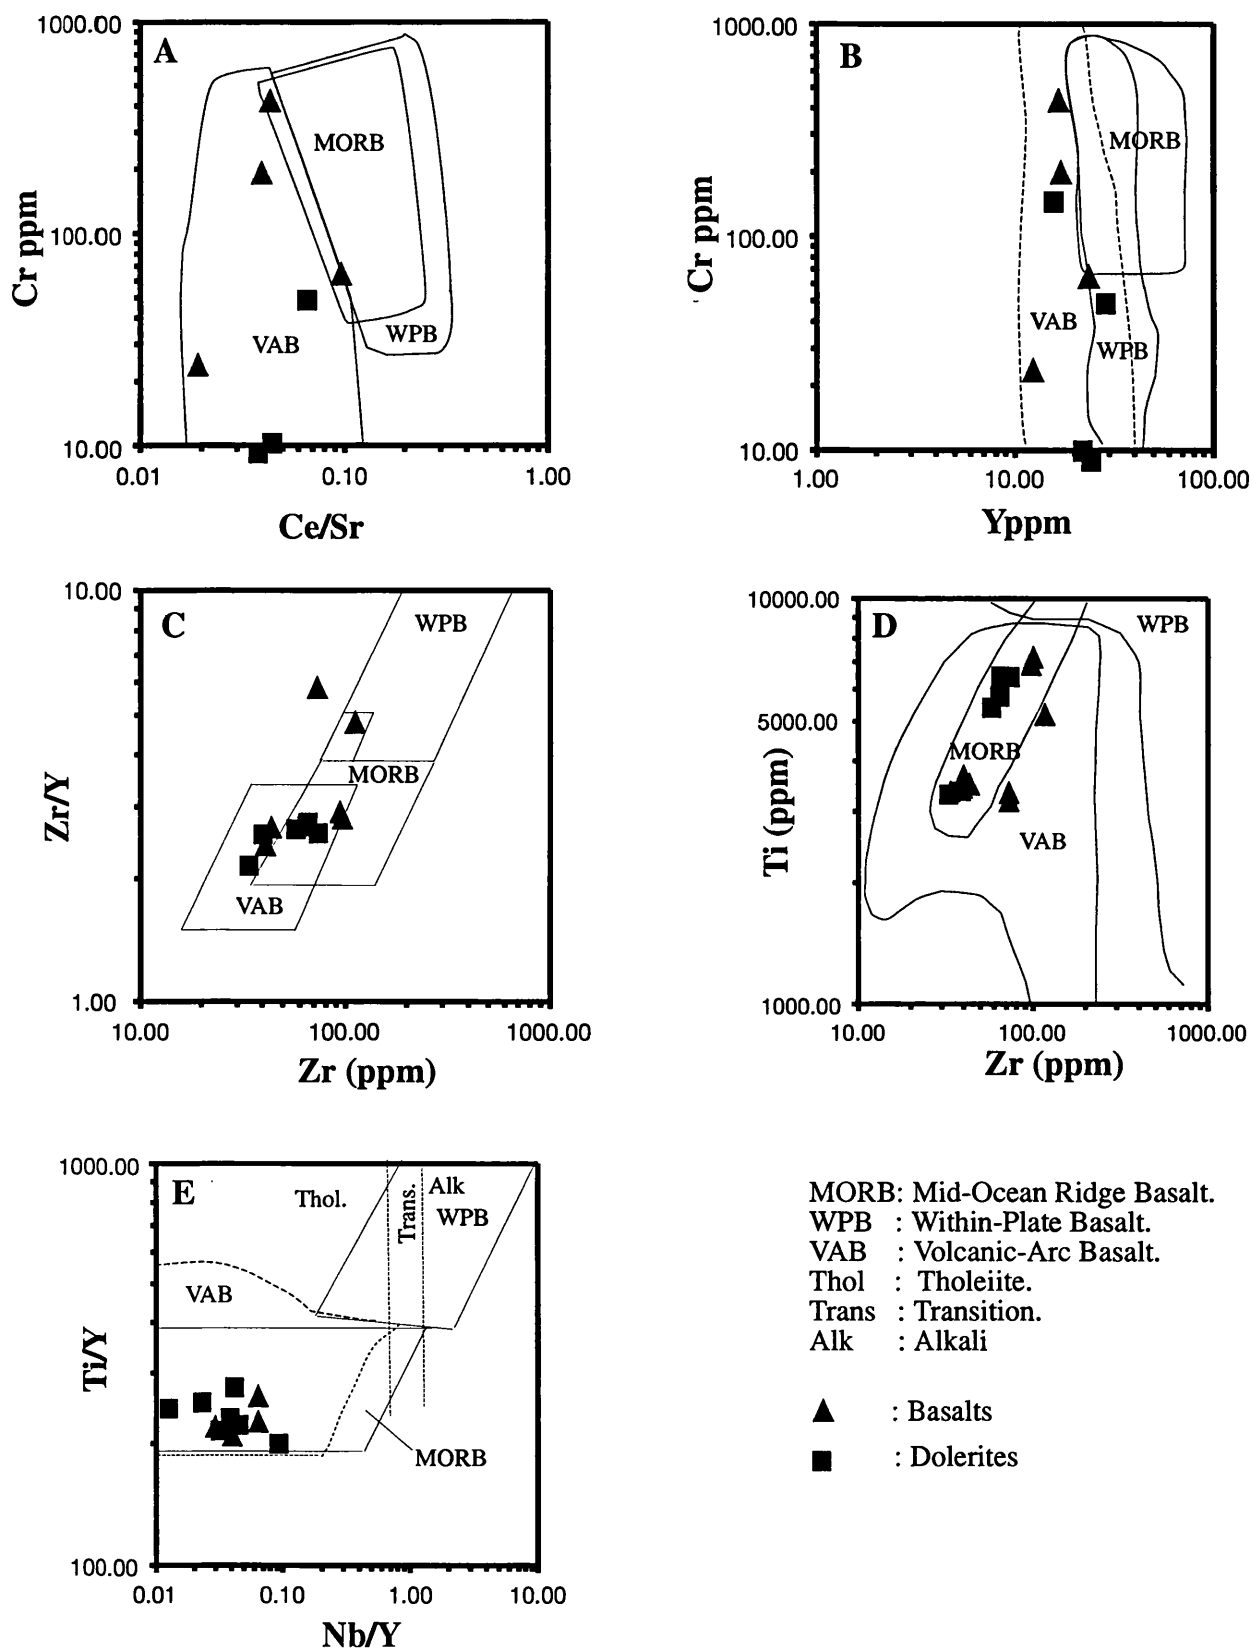 1000.00
A
MORB
100.00
VAB
WPB
10.00
0.01 0.10 1.00
Cr ppm
Ce/Sr
1000.00
B
MORB
100.00
VAB
WPB
10.00
1.00 10.00 100.00
Cr ppm
Yppm
10.00
C
WPB
MORB
VAB
1.00
10.00 100.00 1000.00
Zr/Y
Zr (ppm)
10000.00
D
WPB
5000.00
MORB
VAB
1000.00
10.00 100.00 1000.00
Ti (ppm)
Zr (ppm)
1000.00
E
Thol.
Trans.
Alk
WPB
VAB
MORB
100.00
0.01 0.10 1.00 10.00
Ti/Y
Nb/Y
MORB: Mid-Ocean Ridge Basalt.
WPB : Within-Plate Basalt.
VAB : Volcanic-Arc Basalt.
Thol : Tholeiite.
Trans : Transition.
Alk : Alkali
: Basalts
: Dolerites